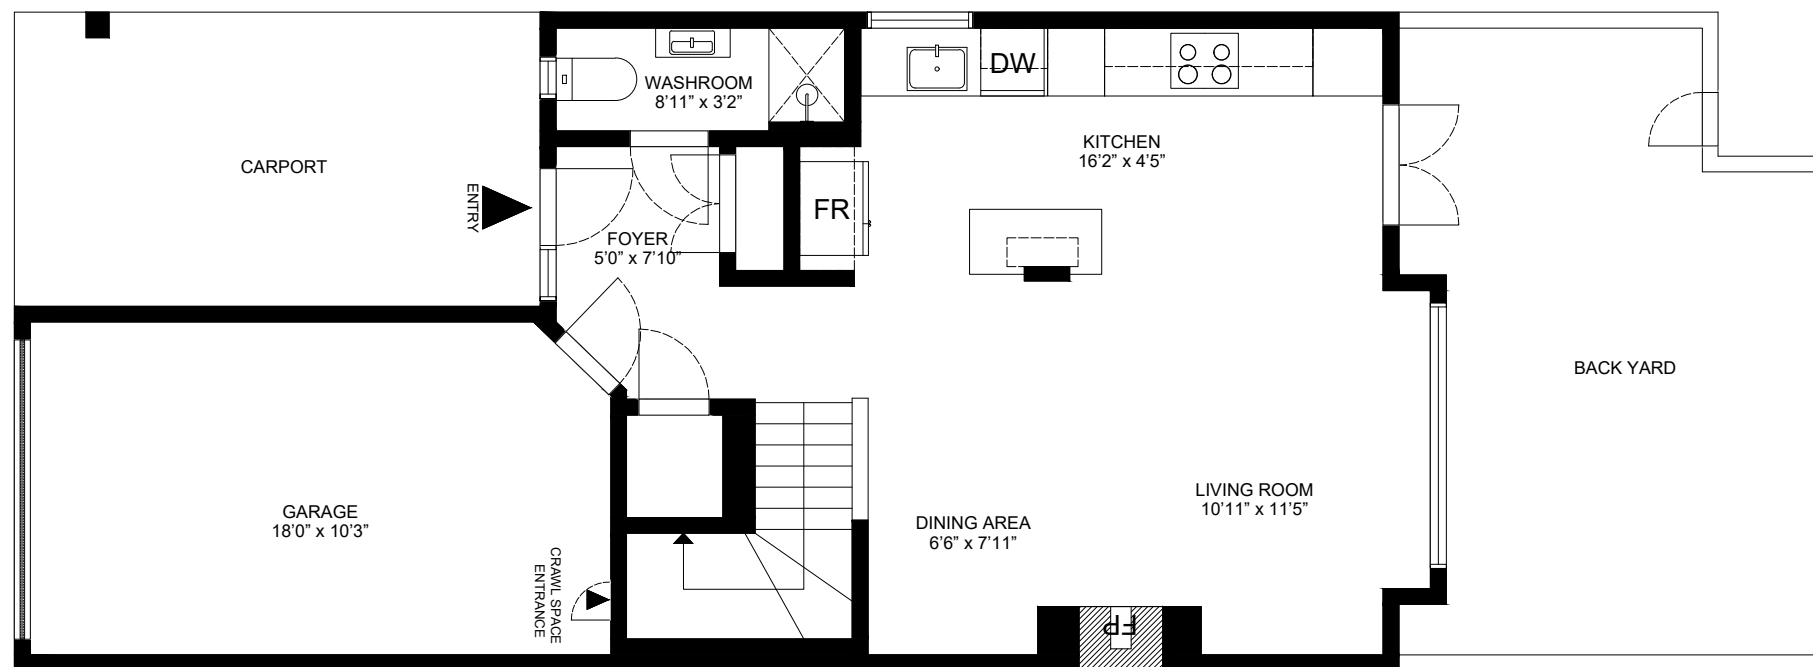 WASHROOM
8'11” x 3'2”
DW
KITCHEN
16'2” x 4'5”
CARPORT
ENTRY
FR
FOYER
5'0” x 7'10”
BACK YARD
LIVING ROOM
10'11” x 11'5”
GARAGE
18'0” x 10'3”
DINING AREA
6'6” x 7'11”
CRAWL SPACE
ENTRANCE
FP